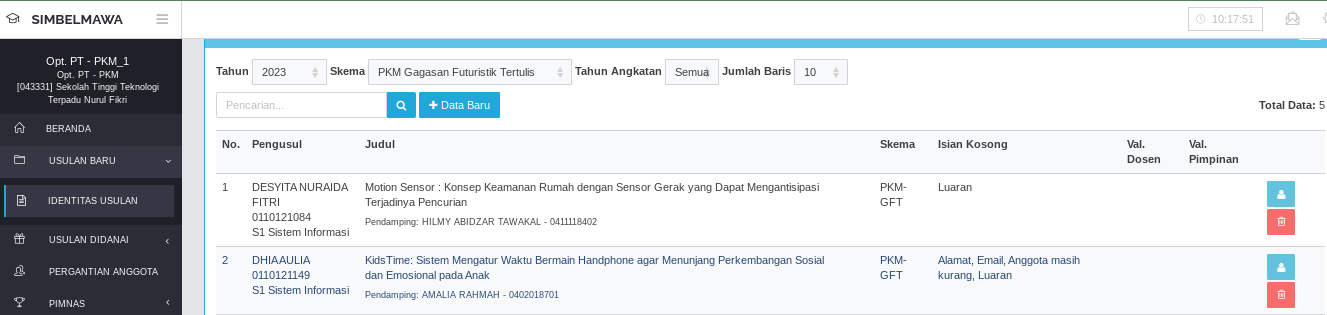 SIMBELMAWA
10:17:51
Opt. PT - PKM_1
Opt. PT - PKM
[043331] Sekolah Tinggi Teknologi
Terpadu Nurul Fikri
BERANDA
USULAN BARU
IDENTITAS USULAN
USULAN DIDANAI
PERGANTIAN ANGGOTA
PIMNAS
Tahun 2023 Skema PKM Gagasan Futuristik Tertulis Tahun Angkatan Semua Jumlah Baris 10
Pencarian... Data Baru Total Data: 5
No. Pengusul Judul Skema Isian Kosong Val. Dosen Val. Pimpinan
1 DESYITA NURAIDA FITRI
0110121084
S1 Sistem Informasi
Motion Sensor : Konsep Keamanan Rumah dengan Sensor Gerak yang Dapat Mengantisipasi
Terjadinya Pencurian
Pendamping: HILMY ABIDZAR TAWAKAL - 0411118402
PKM-
GFT
Luaran
2 DHIA AULIA
0110121149
S1 Sistem Informasi
KidsTime: Sistem Mengatur Waktu Bermain Handphone agar Menunjang Perkembangan Sosial
dan Emosional pada Anak
Pendamping: AMALIA RAHMAH - 0402018701
PKM-
GFT
Alamat, Email, Anggota masih
kurang, Luaran